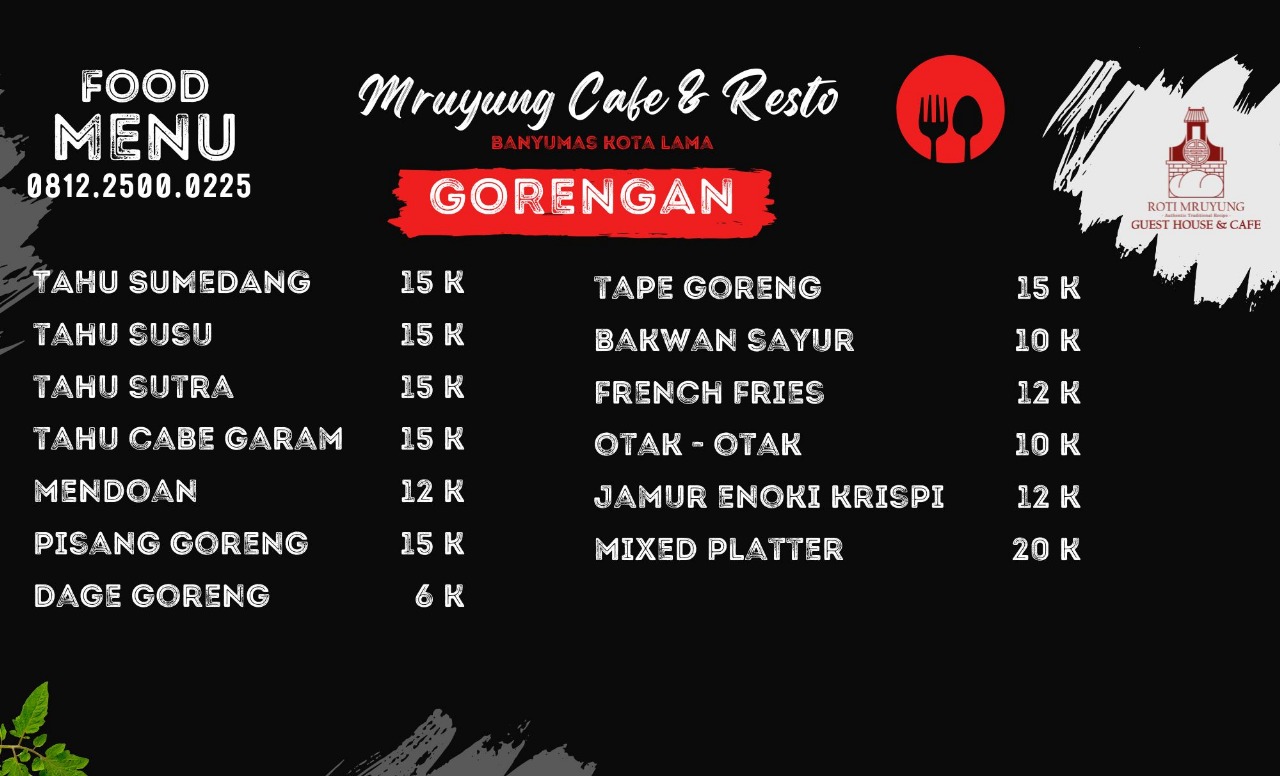 FOOD
MENU
0812.2500.0225
Mruyung Cafe & Resto
BANYUMAS KOTA LAMA
GORENGAN
ROTI MRUYUNG
- Authentic Traditional Recipe -
GUEST HOUSE & CAFE
TAHU SUMEDANG 15 K
TAHU SUSU 15 K
TAHU SUTRA 15 K
TAHU CABE GARAM 15 K
MENDOAN 12 K
PISANG GORENG 15 K
DAGE GORENG 6 K
TAPE GORENG 15 K
BAKWAN SAYUR 10 K
FRENCH FRIES 12 K
OTAK - OTAK 10 K
JAMUR ENOKI KRISPI 12 K
MIXED PLATTER 20 K